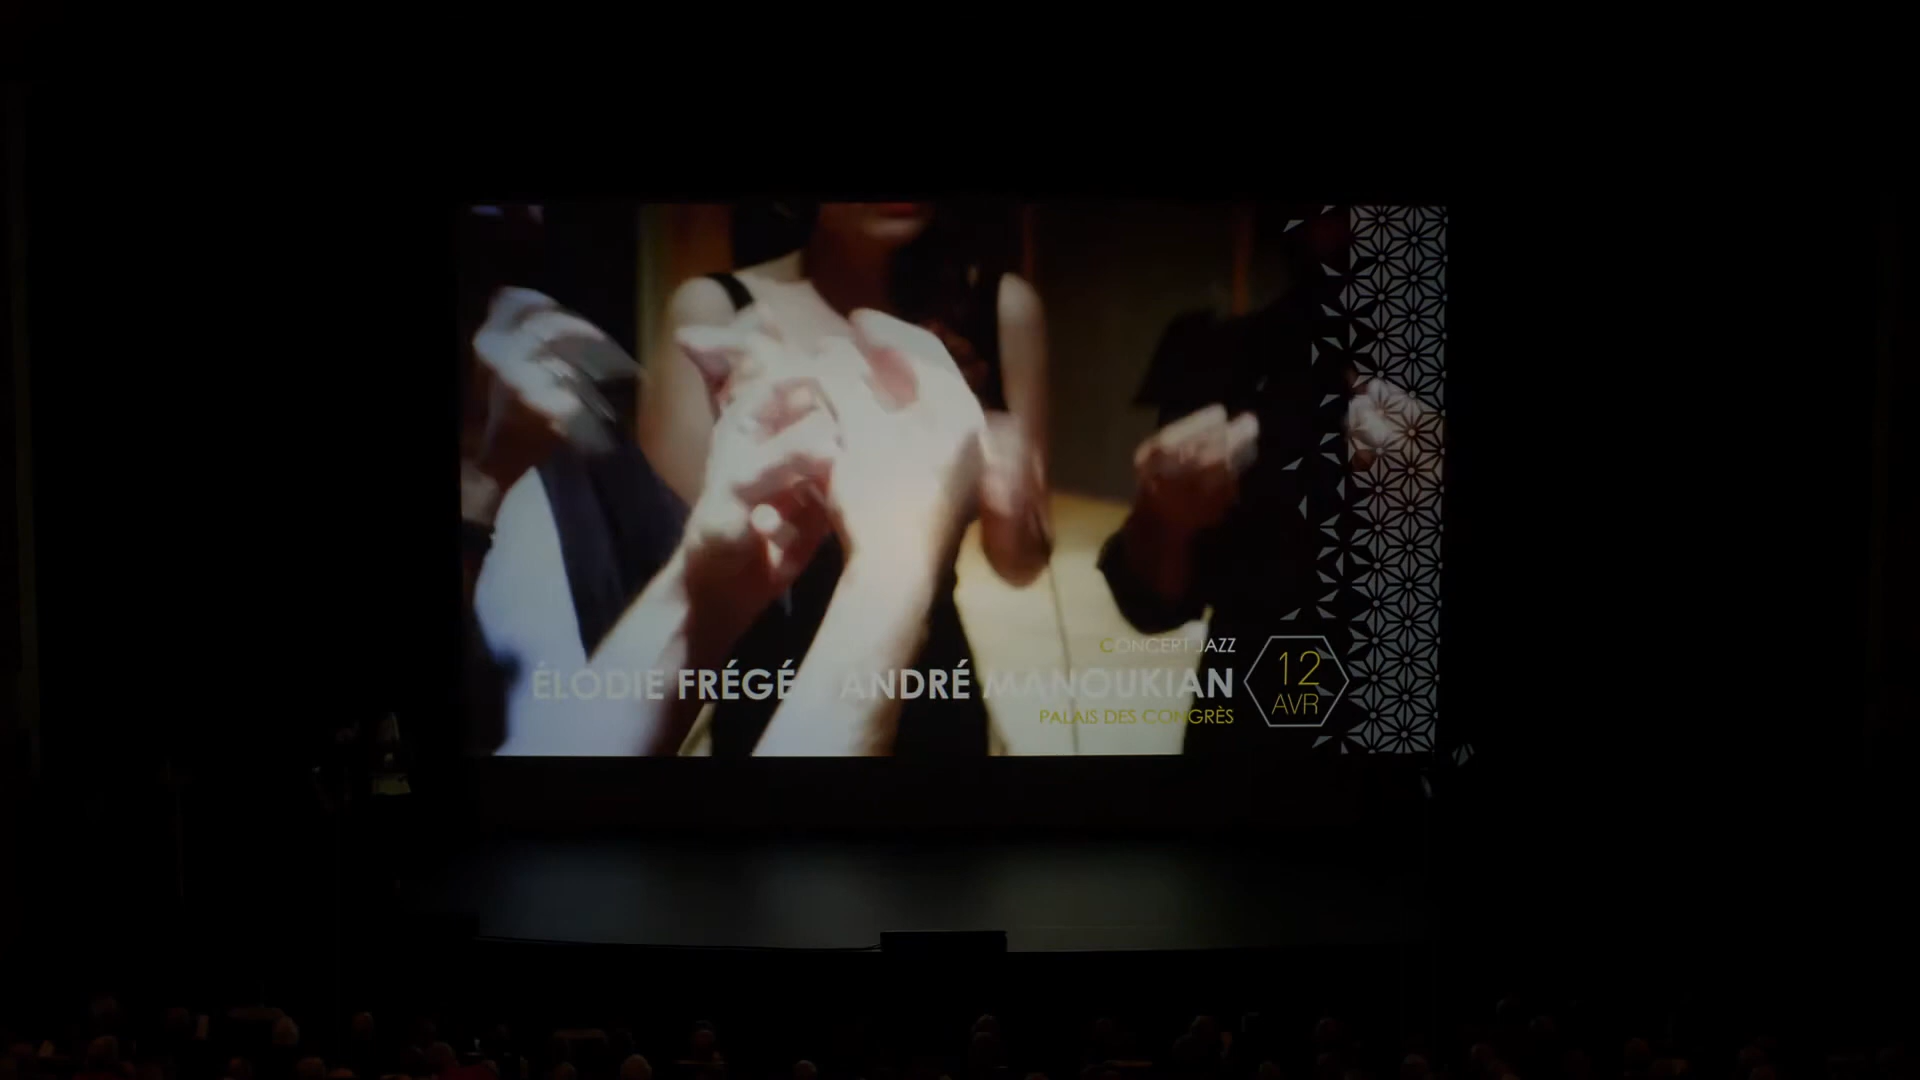 CONCERT JAZZ
ÉLODIE FRÉGÉ ANDRÉ MANOUKIAN
PALAIS DES CONGRÈS
12
AVR